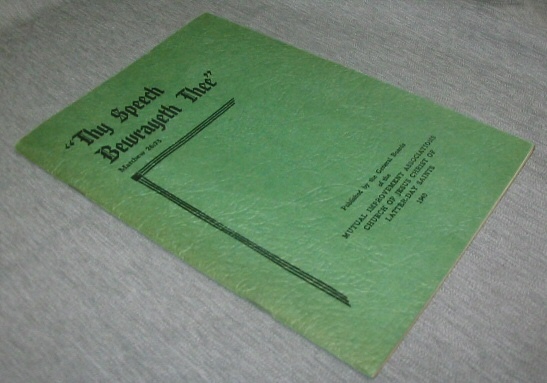 "Thy Speech
Bewrayeth Thee"
Matthew 26:73
Published by the General Boards
of the
MUTUAL IMPROVEMENT ASSOCIATIONS
CHURCH OF JESUS CHRIST OF
LATTER-DAY SAINTS